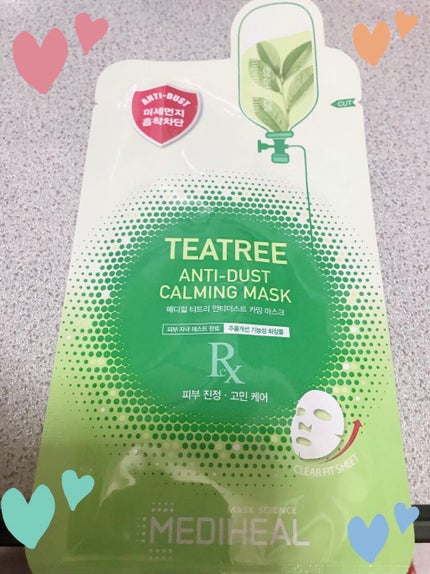 ANTI-DUST
미세먼지
흡착차단
CUT
TEATREE
ANTI-DUST
CALMING MASK
메디힐 티트리 안티더스트 카밍 마스크
피부 자극 테스트 완료 주름개선 기능성 화장품
Rx
피부 진정 · 고민 케어
CLEAR FIT SHEET
MASK SCIENCE
MEDIHEAL